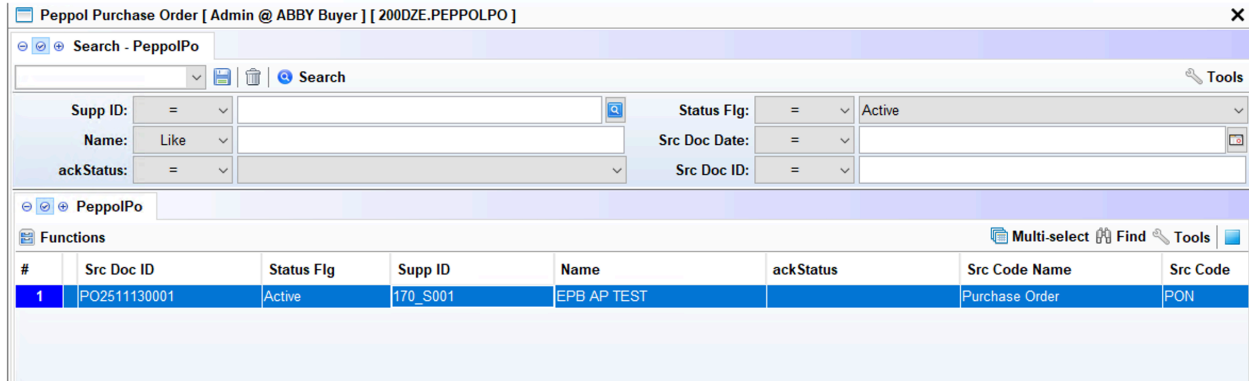 Peppol Purchase Order [ Admin @ ABBY Buyer ] [ 200DZE.PEPPOLPO ]
Search - PeppolPo
Search Tools
Supp ID: = Status Flg: = Active
Name: Like Src Doc Date: =
ackStatus: = Src Doc ID: =
PeppolPo
Functions Multi-select Find Tools
# Src Doc ID Status Flg Supp ID Name ackStatus Src Code Name Src Code
1 PO2511130001 Active 170_S001 EPB AP TEST Purchase Order PON